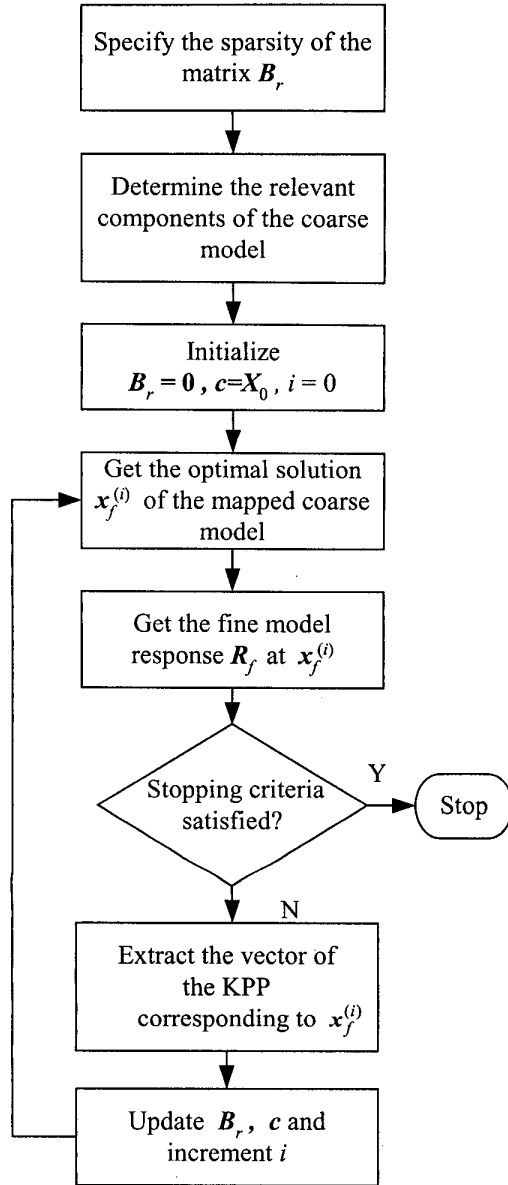 Specify the sparsity of the
matrix B_r
Determine the relevant
components of the coarse
model
Initialize
B_r = 0 , c=X_0 , i = 0
Get the optimal solution
x_f^(i) of the mapped coarse
model
Get the fine model
response R_f at x_f^(i)
Stopping criteria
satisfied?
Y
Stop
N
Extract the vector of
the KPP
corresponding to x_f^(i)
Update B_r , c and
increment i